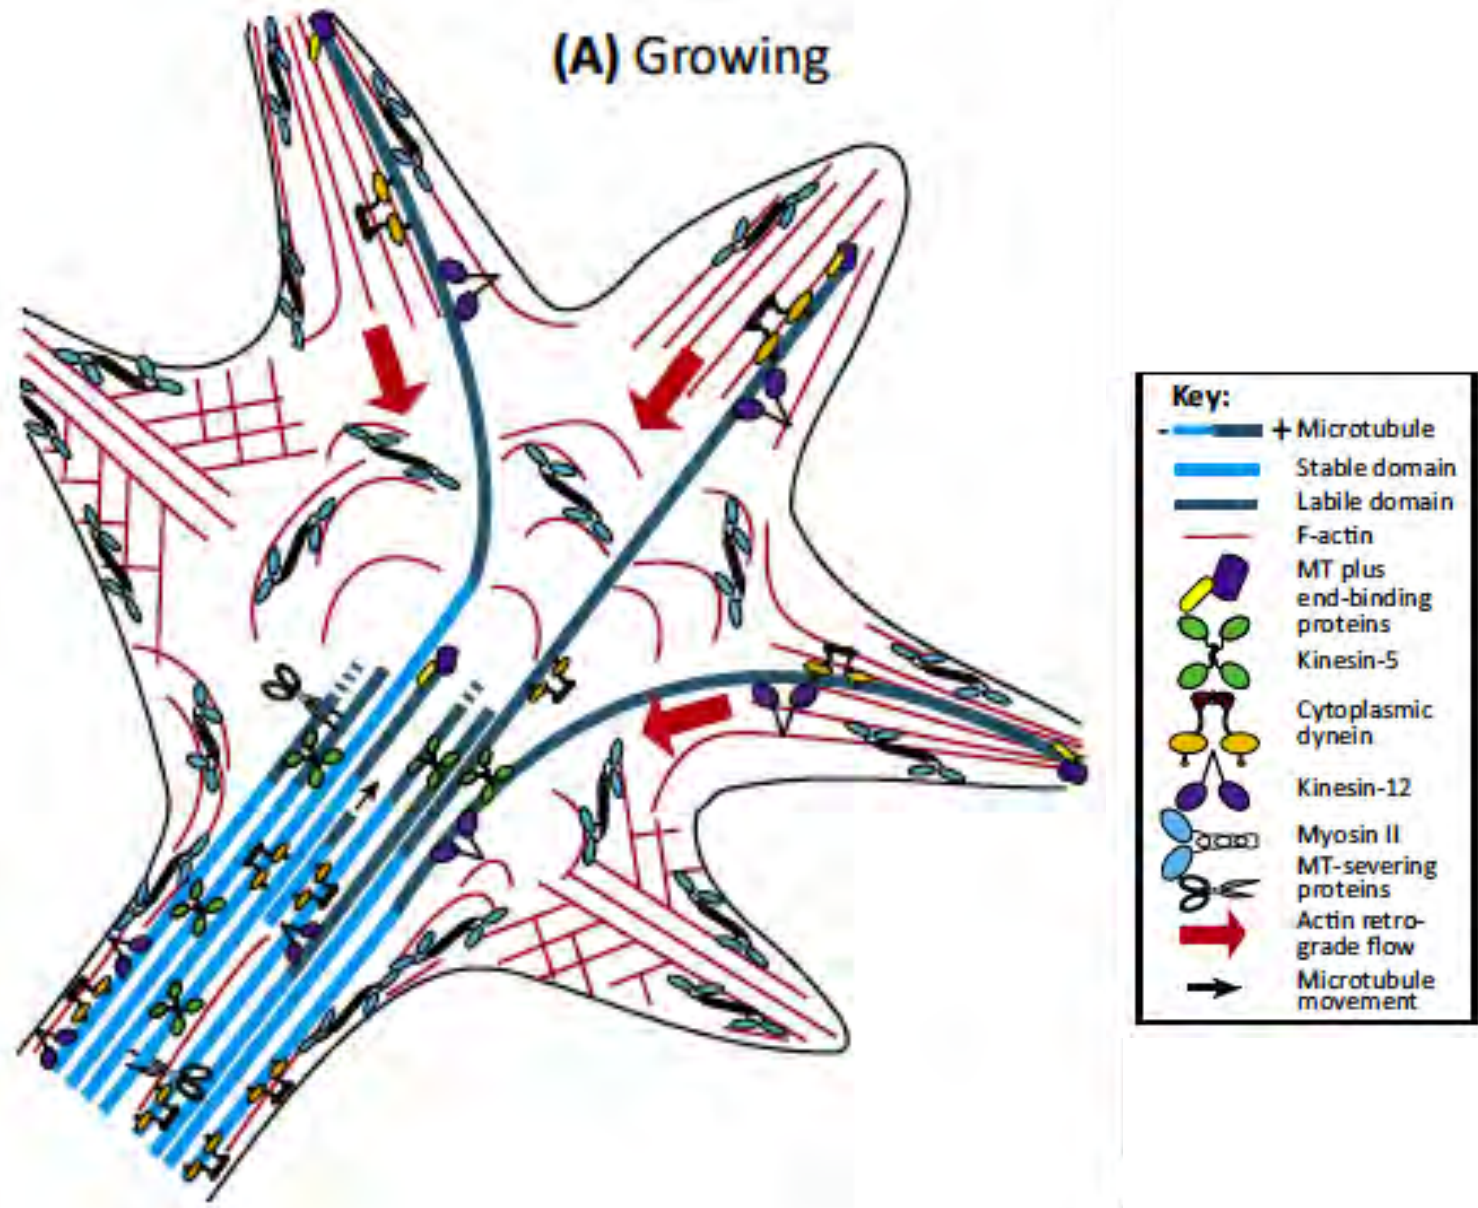 (A) Growing
Key:
- + Microtubule
Stable domain
Labile domain
F-actin
MT plus
end-binding
proteins
Kinesin-5
Cytoplasmic
dynein
Kinesin-12
Myosin II
MT-severing
proteins
Actin retro-
grade flow
Microtubule
movement